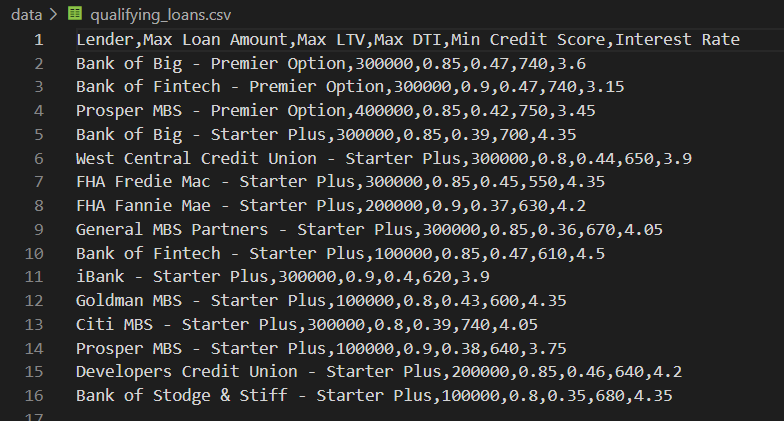 data > qualifying_loans.csv
1 Lender,Max Loan Amount,Max LTV,Max DTI,Min Credit Score,Interest Rate
2 Bank of Big - Premier Option,300000,0.85,0.47,740,3.6
3 Bank of Fintech - Premier Option,300000,0.9,0.47,740,3.15
4 Prosper MBS - Premier Option,400000,0.85,0.42,750,3.45
5 Bank of Big - Starter Plus,300000,0.85,0.39,700,4.35
6 West Central Credit Union - Starter Plus,300000,0.8,0.44,650,3.9
7 FHA Fredie Mac - Starter Plus,300000,0.85,0.45,550,4.35
8 FHA Fannie Mae - Starter Plus,200000,0.9,0.37,630,4.2
9 General MBS Partners - Starter Plus,300000,0.85,0.36,670,4.05
10 Bank of Fintech - Starter Plus,100000,0.85,0.47,610,4.5
11 iBank - Starter Plus,300000,0.9,0.4,620,3.9
12 Goldman MBS - Starter Plus,100000,0.8,0.43,600,4.35
13 Citi MBS - Starter Plus,300000,0.8,0.39,740,4.05
14 Prosper MBS - Starter Plus,100000,0.9,0.38,640,3.75
15 Developers Credit Union - Starter Plus,200000,0.85,0.46,640,4.2
16 Bank of Stodge & Stiff - Starter Plus,100000,0.8,0.35,680,4.35
17